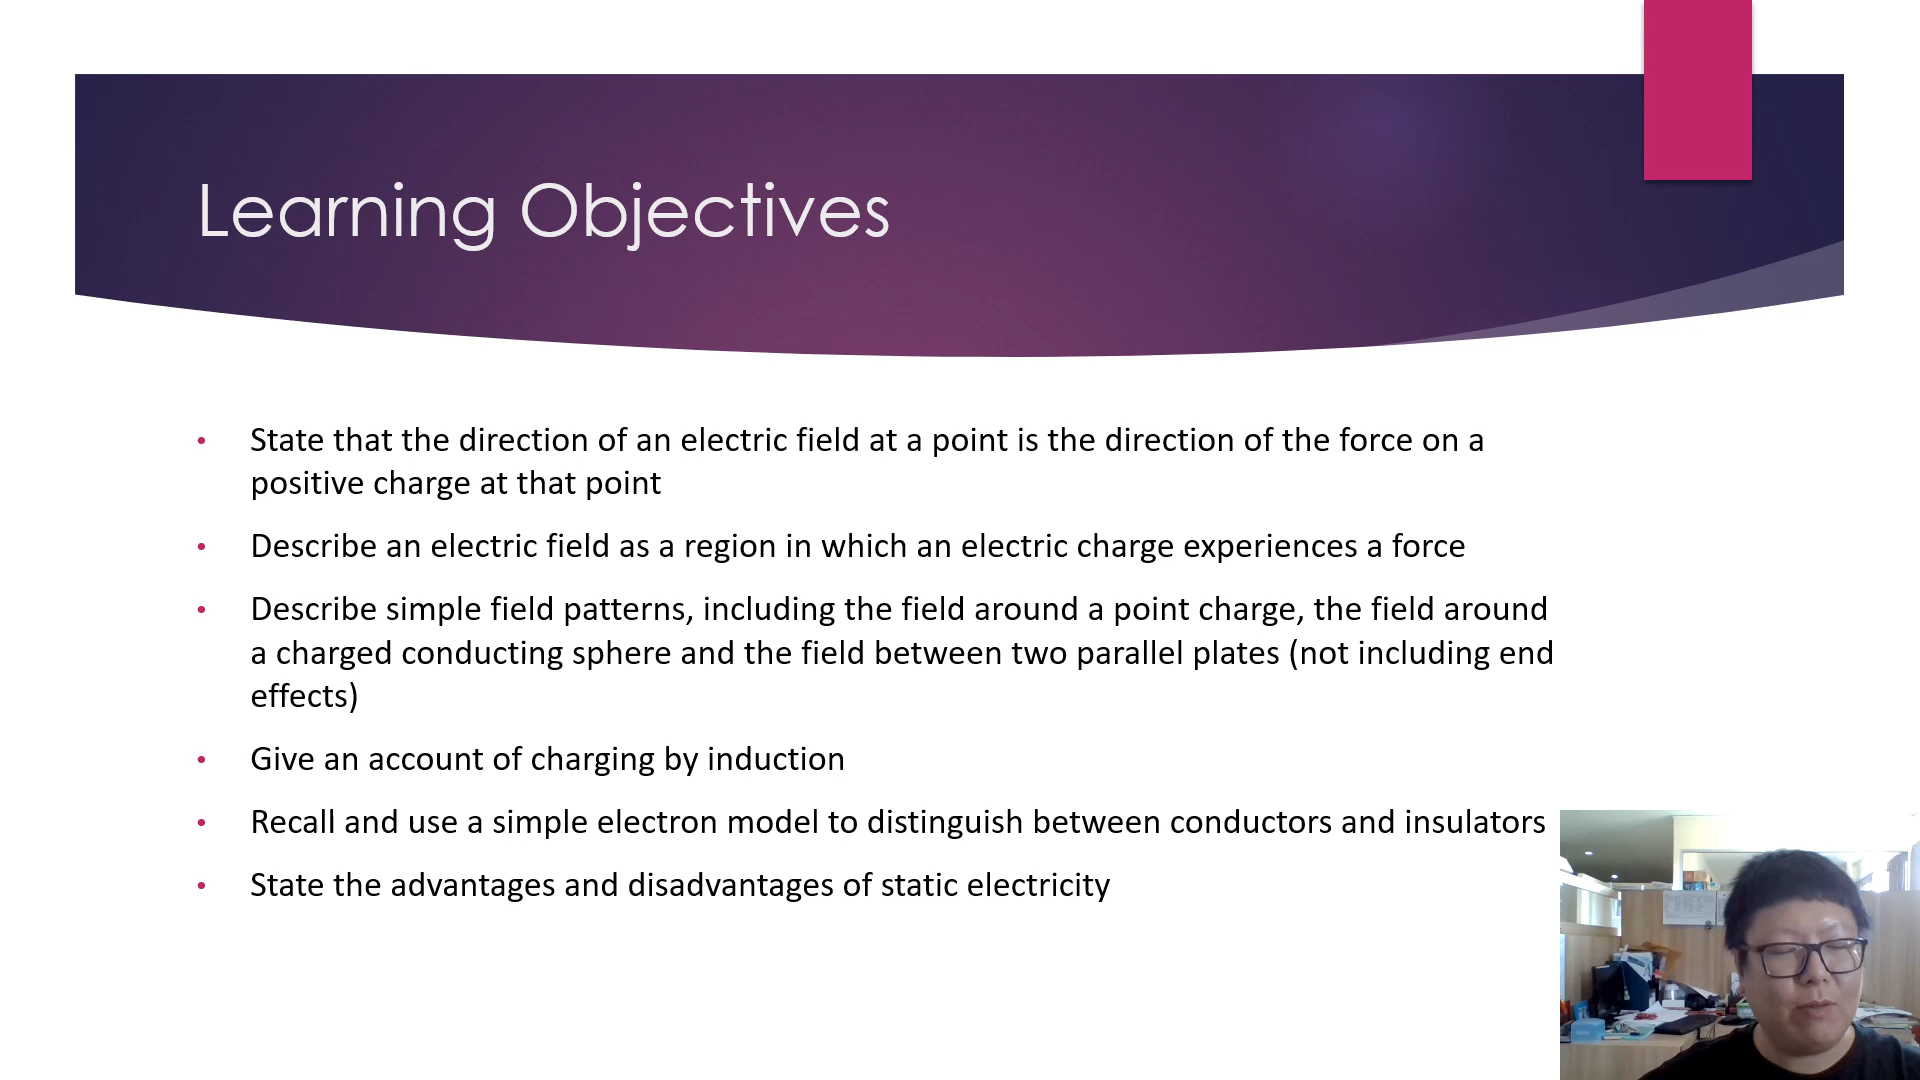 Learning Objectives
• State that the direction of an electric field at a point is the direction of the force on a
positive charge at that point
• Describe an electric field as a region in which an electric charge experiences a force
• Describe simple field patterns, including the field around a point charge, the field around
a charged conducting sphere and the field between two parallel plates (not including end
effects)
• Give an account of charging by induction
• Recall and use a simple electron model to distinguish between conductors and insulators
• State the advantages and disadvantages of static electricity